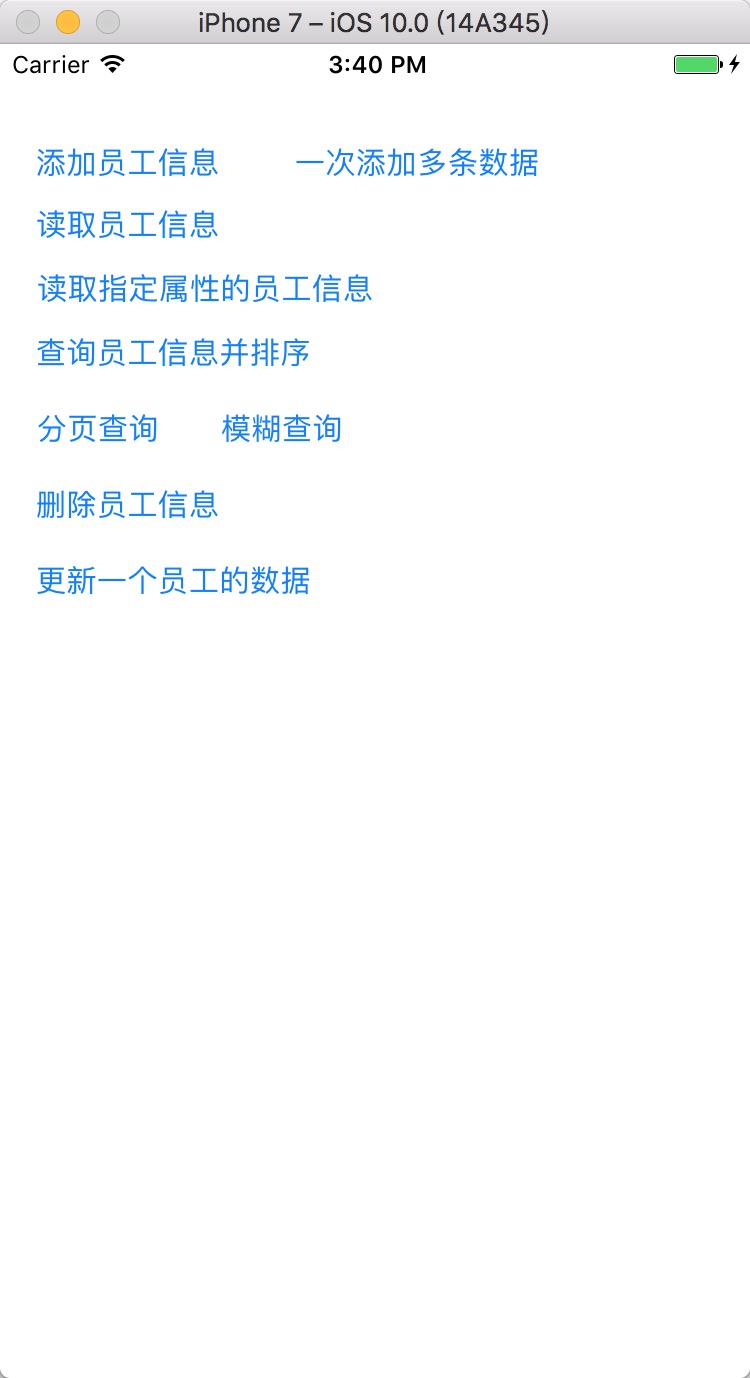 iPhone 7 – iOS 10.0 (14A345)
Carrier 3:40 PM
添加员工信息 一次添加多条数据
读取员工信息
读取指定属性的员工信息
查询员工信息并排序
分页查询 模糊查询
删除员工信息
更新一个员工的数据